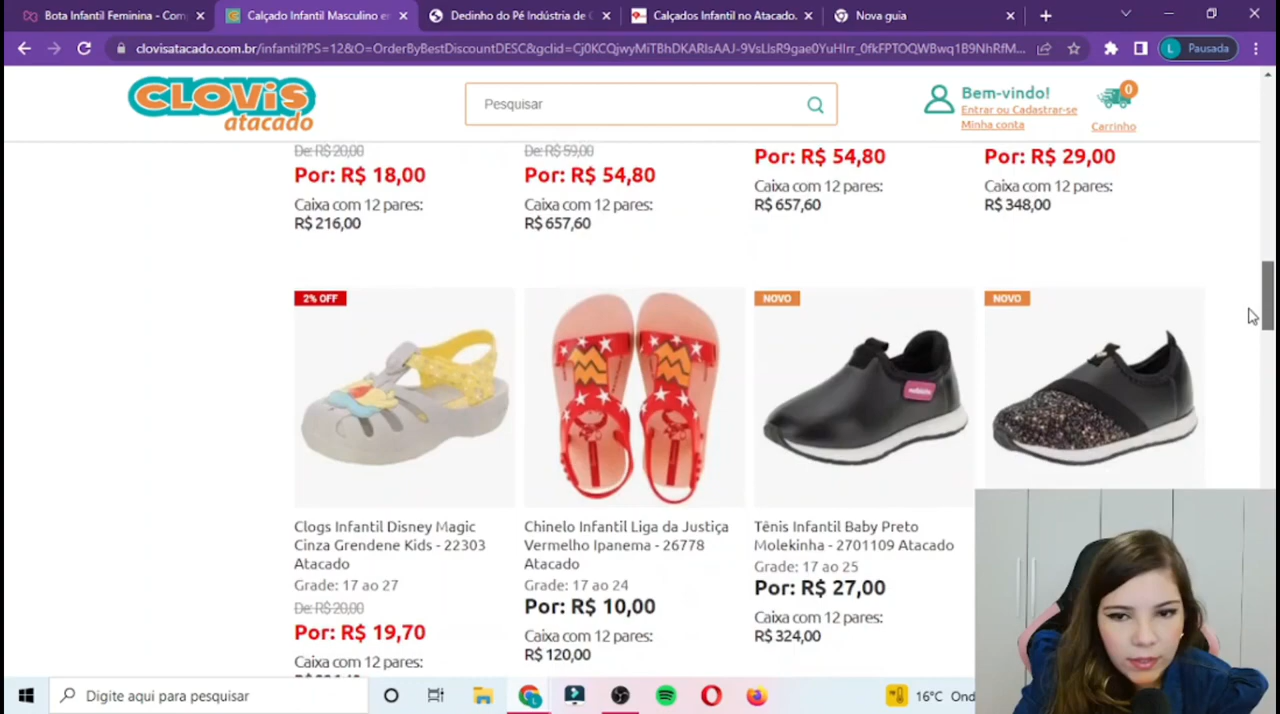 Bota Infantil Feminina - Com
Calçado Infantil Masculino e
Dedinho do Pé Indústria de
Calçados Infantil no Atacado.
Nova guia
clovisatacado.com.br/infantil?PS=12&O=OrderByBestDiscountDESC&gclid=Cj0KCQjwyMiTBhDKARIsAAJ-9VsLlsR9gae0YuHIrr_0fkFPTOQWBwq1B9NhRfM...
L Pausada
CLOVIS
atacado
Pesquisar
Bem-vindo!
Entrar ou Cadastrar-se
Minha conta
0
Carrinho
De: R$ 20,00
Por: R$ 18,00
Caixa com 12 pares:
R$ 216,00
De: R$ 59,00
Por: R$ 54,80
Caixa com 12 pares:
R$ 657,60
Por: R$ 54,80
Caixa com 12 pares:
R$ 657,60
Por: R$ 29,00
Caixa com 12 pares:
R$ 348,00
2% OFF
NOVO
NOVO
Clogs Infantil Disney Magic
Cinza Grendene Kids - 22303
Atacado
Grade: 17 ao 27
De: R$ 20,00
Por: R$ 19,70
Caixa com 12 pares:
Chinelo Infantil Liga da Justiça
Vermelho Ipanema - 26778
Atacado
Grade: 17 ao 24
Por: R$ 10,00
Caixa com 12 pares:
R$ 120,00
Tênis Infantil Baby Preto
Molekinha - 2701109 Atacado
Grade: 17 ao 25
Por: R$ 27,00
Caixa com 12 pares:
R$ 324,00
Digite aqui para pesquisar
16°C Ond